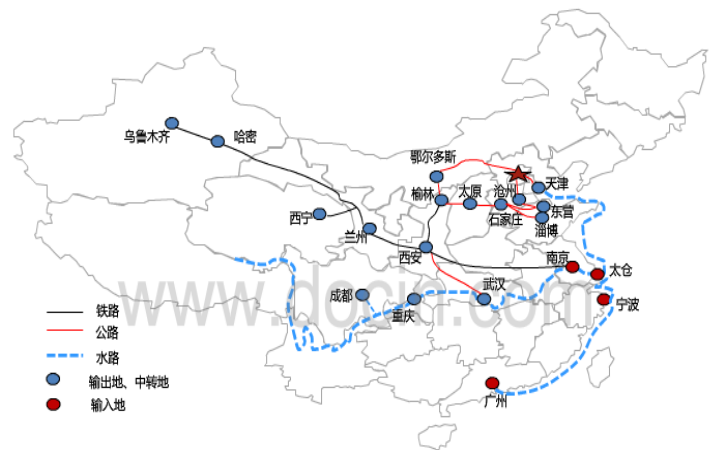 乌鲁木齐
哈密
鄂尔多斯
天津
榆林
太原
沧州
石家庄
东营
淄博
西宁
兰州
西安
南京
太仓
宁波
成都
重庆
武汉
广州
www.docin.com
铁路
公路
水路
输出地、中转地
输入地